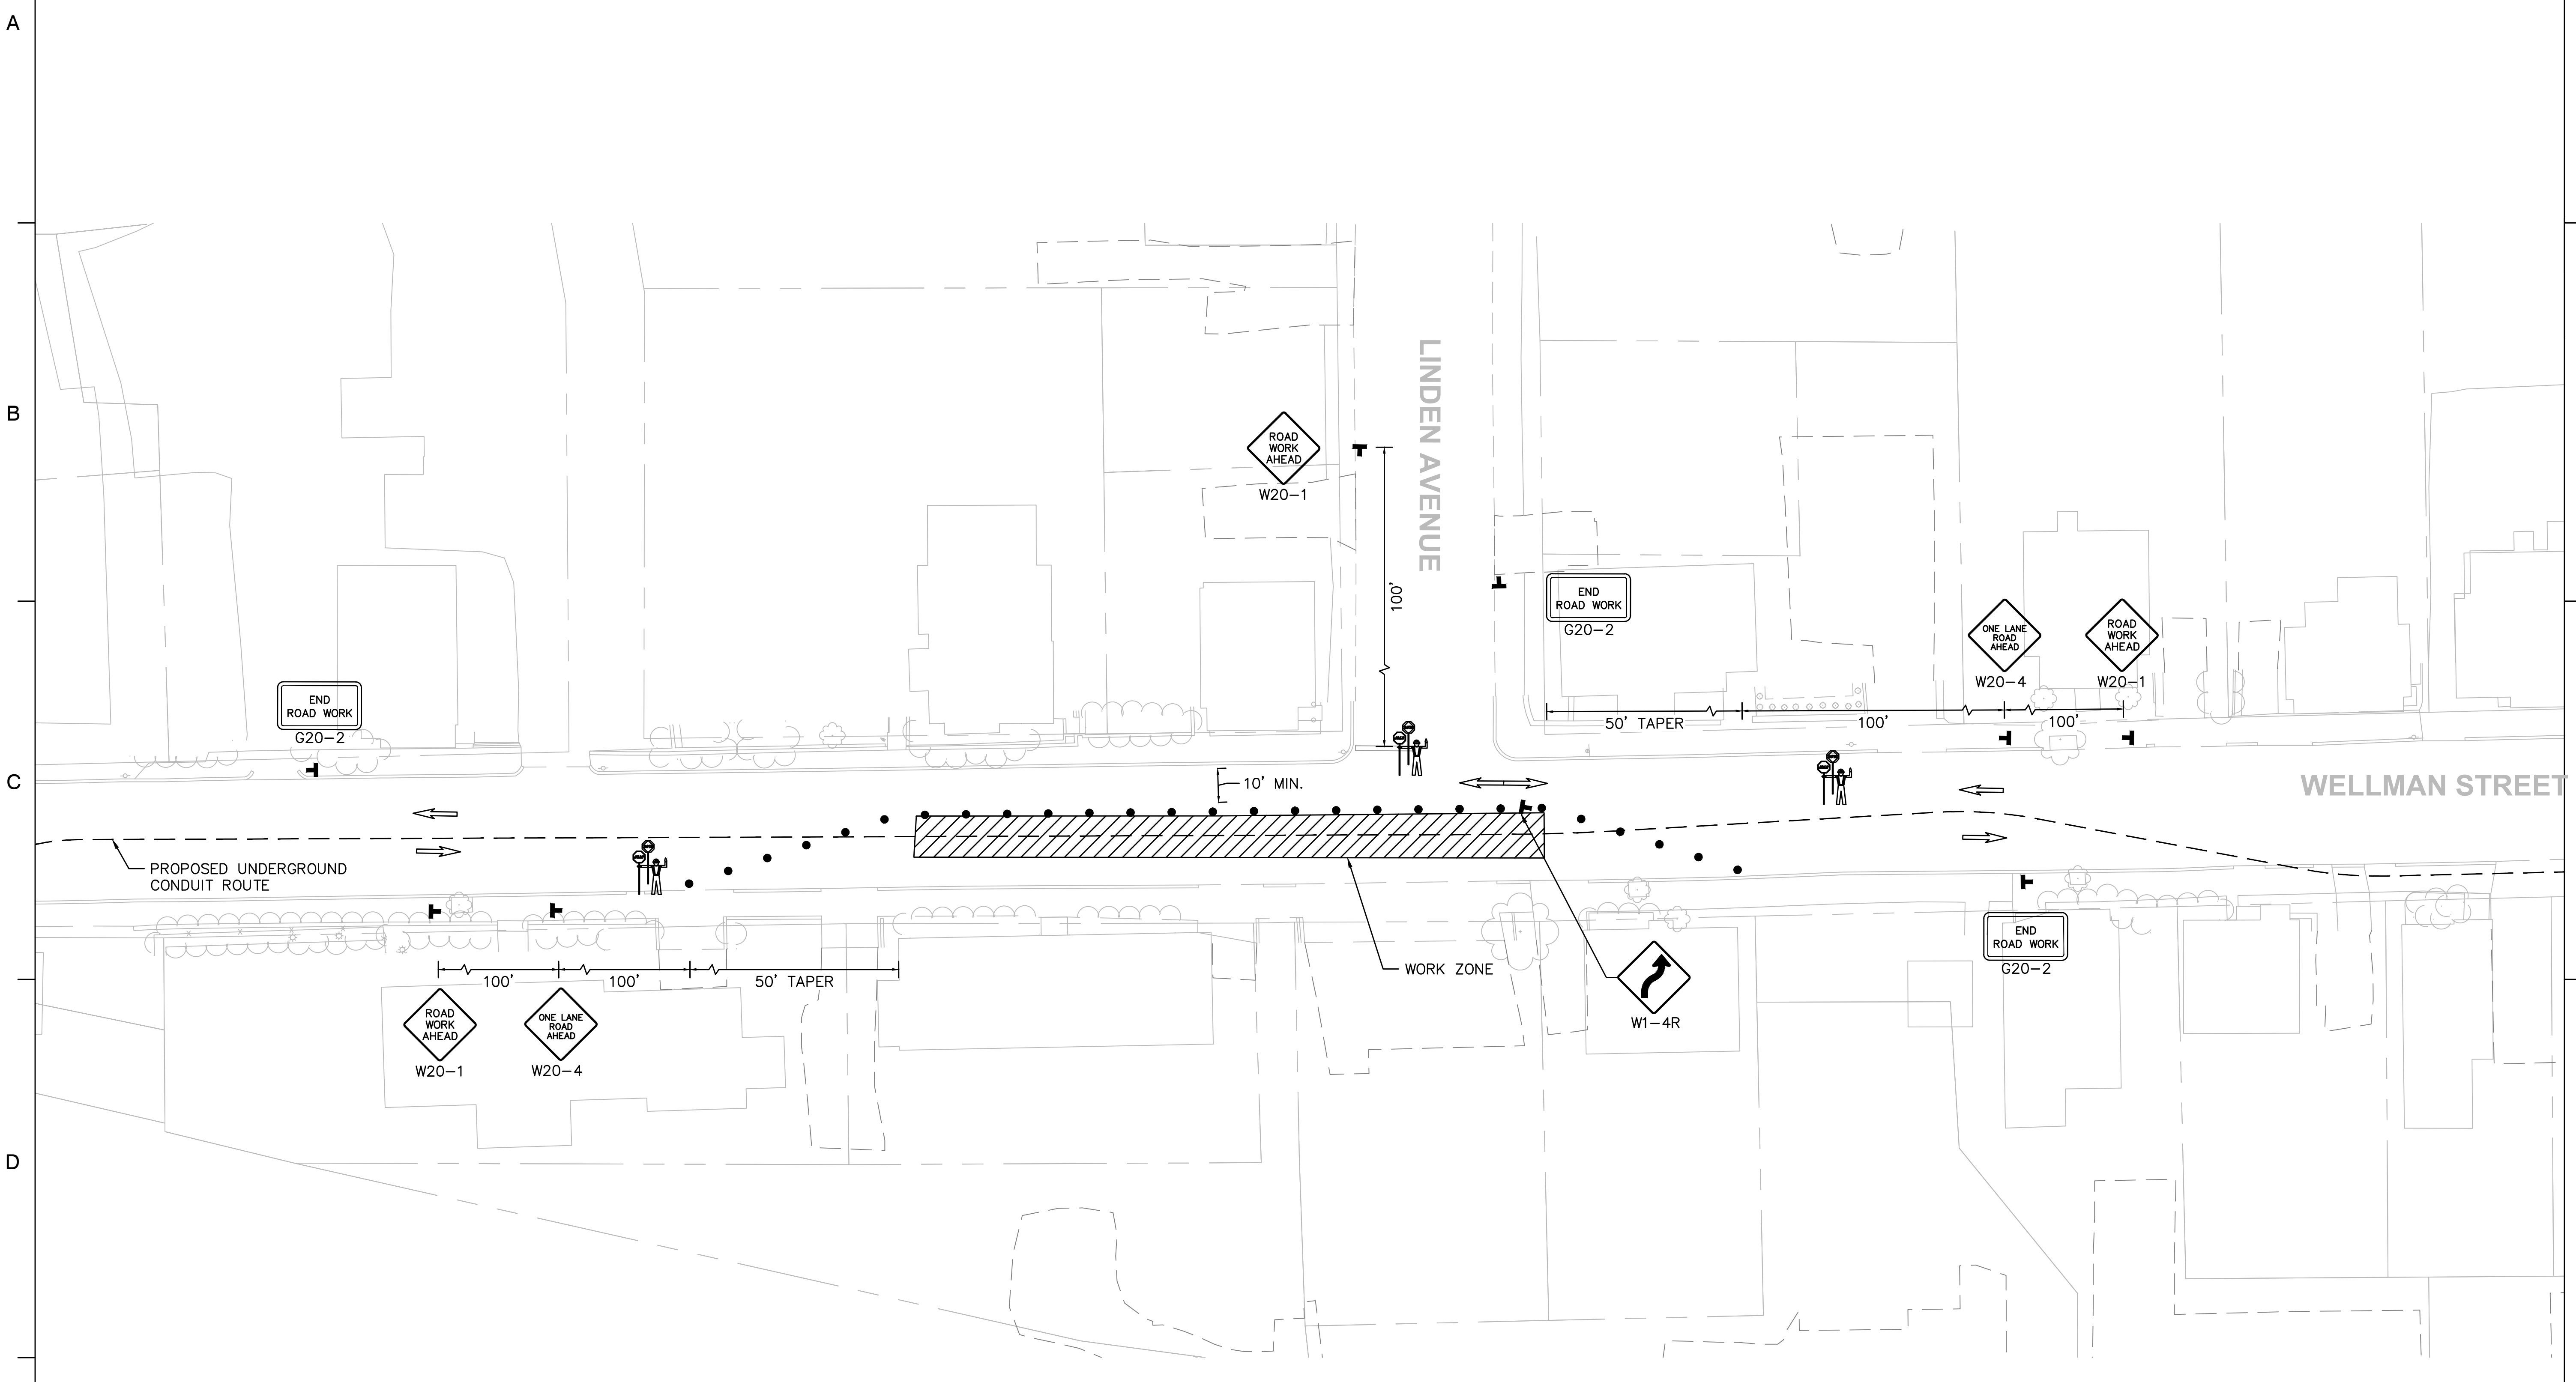 A
B
C
D
LINDEN AVENUE
ROAD
WORK
AHEAD
W20-1
100'
END
ROAD WORK
G20-2
ONE LANE
ROAD
AHEAD
W20-4
ROAD
WORK
AHEAD
W20-1
50' TAPER
100'
100'
END
ROAD WORK
G20-2
WELLMAN STREET
10' MIN.
PROPOSED UNDERGROUND
CONDUIT ROUTE
WORK ZONE
END
ROAD WORK
G20-2
100'
100'
50' TAPER
ROAD
WORK
AHEAD
W20-1
ONE LANE
ROAD
AHEAD
W20-4
W1-4R